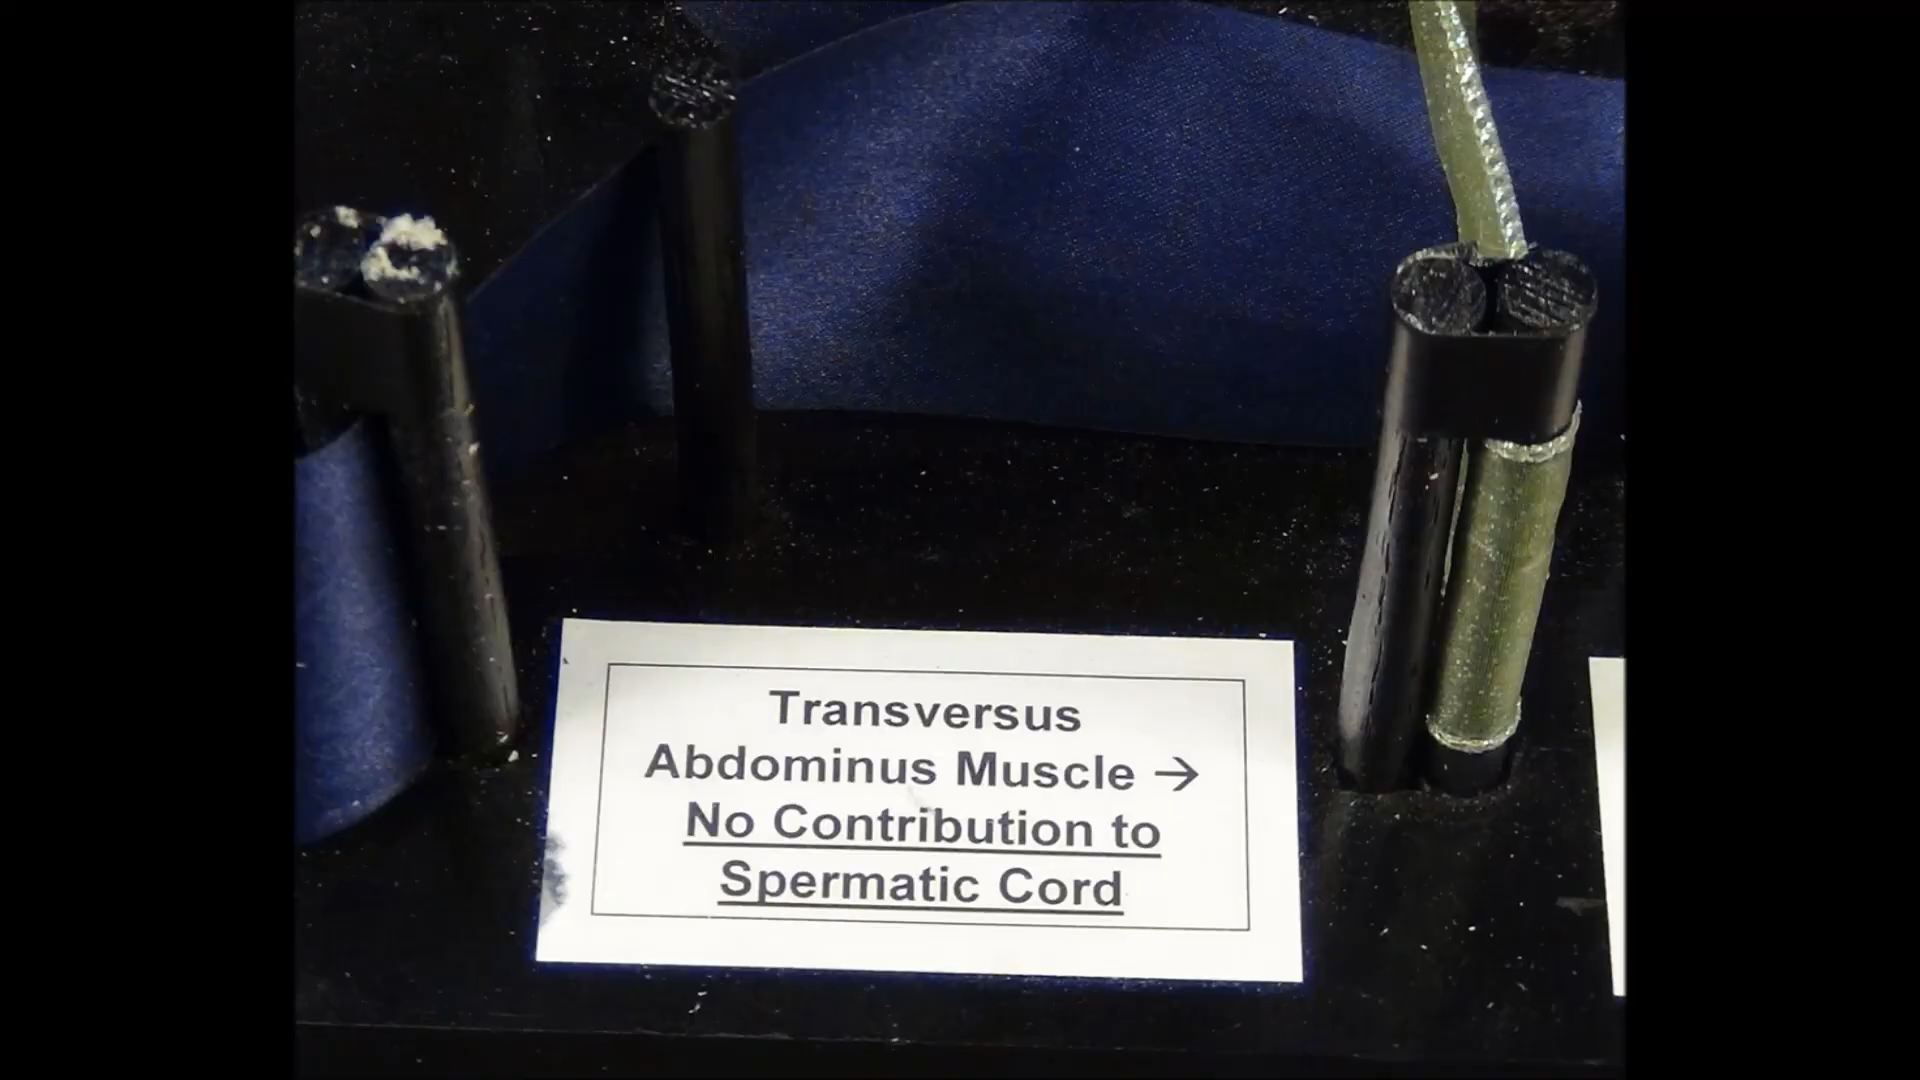 Transversus
Abdominus Muscle →
No Contribution to
Spermatic Cord